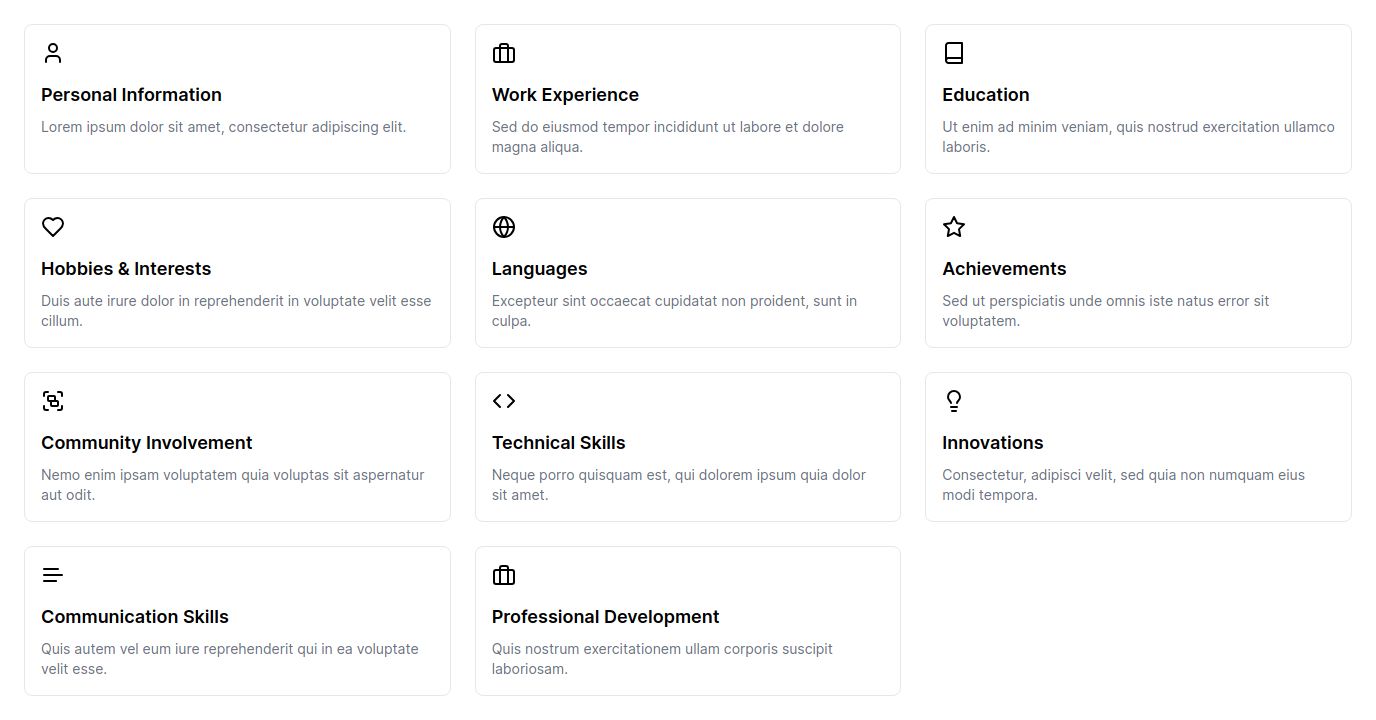 Personal Information
Lorem ipsum dolor sit amet, consectetur adipiscing elit.
Work Experience
Sed do eiusmod tempor incididunt ut labore et dolore
magna aliqua.
Education
Ut enim ad minim veniam, quis nostrud exercitation ullamco
laboris.
Hobbies & Interests
Duis aute irure dolor in reprehenderit in voluptate velit esse
cillum.
Languages
Excepteur sint occaecat cupidatat non proident, sunt in
culpa.
Achievements
Sed ut perspiciatis unde omnis iste natus error sit
voluptatem.
Community Involvement
Nemo enim ipsam voluptatem quia voluptas sit aspernatur
aut odit.
Technical Skills
Neque porro quisquam est, qui dolorem ipsum quia dolor
sit amet.
Innovations
Consectetur, adipisci velit, sed quia non numquam eius
modi tempora.
Communication Skills
Quis autem vel eum iure reprehenderit qui in ea voluptate
velit esse.
Professional Development
Quis nostrum exercitationem ullam corporis suscipit
laboriosam.